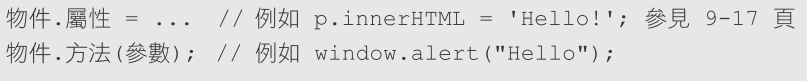 物件.屬性 = ...  // 例如 p.innerHTML = 'Hello!'; 參見 9-17 頁
物件.方法(參數); // 例如 window.alert("Hello");